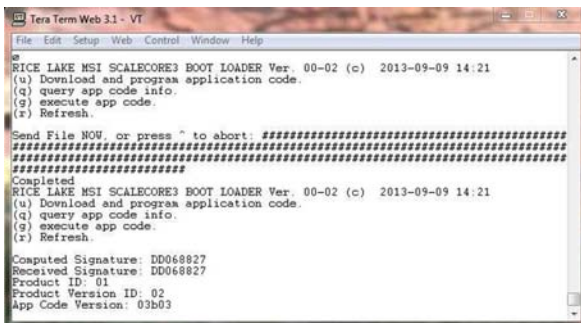 Tera Term Web 3.1 - VT
File Edit Setup Web Control Window Help
RICE LAKE MSI SCALECORE3 BOOT LOADER Ver. 00-02 (c) 2013-09-09 14:21
(u) Download and program application code.
(q) query app code info.
(g) execute app code.
(r) Refresh.
Send File NOW, or press ^ to abort: ############################################
################################################################################
################################################################################
#########################
Completed
RICE LAKE MSI SCALECORE3 BOOT LOADER Ver. 00-02 (c) 2013-09-09 14:21
(u) Download and program application code.
(q) query app code info.
(g) execute app code.
(r) Refresh.
Computed Signature: DD068827
Received Signature: DD068827
Product ID: 01
Product Version ID: 02
App Code Version: 03b03